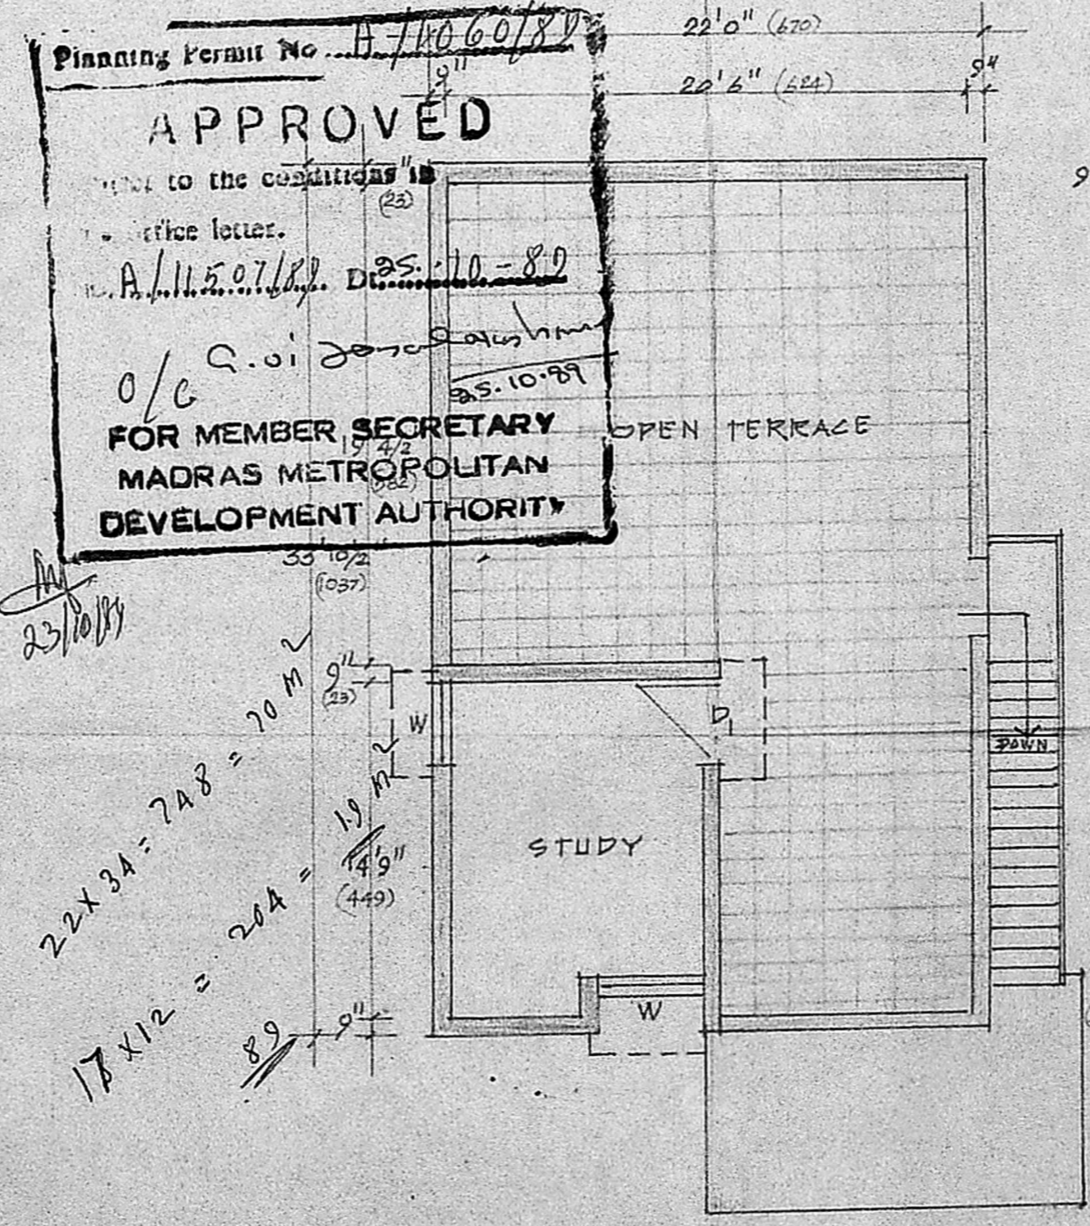 Planning Permit No
APPROVED
to the conditions in
office letter.
A/11507/89. Dt 25.-10-89
25.10.89
O/C
FOR MEMBER SECRETARY
MADRAS METROPOLITAN
DEVELOPMENT AUTHORITY
23/10/89
22'0" (670)
9"
20'6" (624)
9"
9
(23)
OPEN TERRACE
33'10/2
(1037)
9"
(23)
W
D1
DOWN
STUDY
14'9"
(449)
W
9"
22 x 34 = 748 = 70 M²
17 x 12 = 204 = 19 M²
89